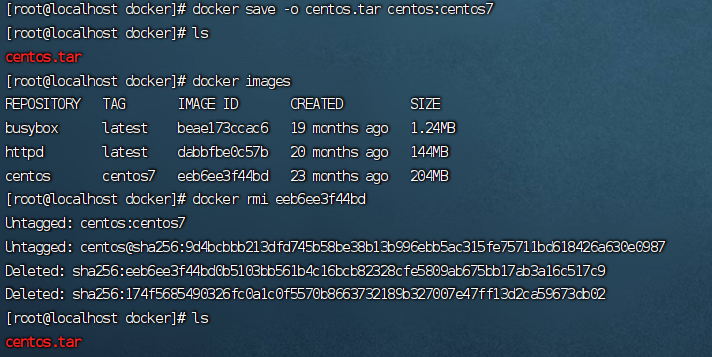 [root@localhost docker]# docker save -o centos.tar centos:centos7
[root@localhost docker]# ls
centos.tar
[root@localhost docker]# docker images
REPOSITORY TAG IMAGE ID CREATED SIZE
busybox latest beae173ccac6 19 months ago 1.24MB
httpd latest dabbfbe0c57b 20 months ago 144MB
centos centos7 eeb6ee3f44bd 23 months ago 204MB
[root@localhost docker]# docker rmi eeb6ee3f44bd
Untagged: centos:centos7
Untagged: centos@sha256:9d4bcbbb213dfd745b58be38b13b996ebb5ac315fe75711bd618426a630e0987
Deleted: sha256:eeb6ee3f44bd0b5103bb561b4c16bcb82328cfe5809ab675bb17ab3a16c517c9
Deleted: sha256:174f5685490326fc0a1c0f5570b8663732189b327007e47ff13d2ca59673db02
[root@localhost docker]# ls
centos.tar